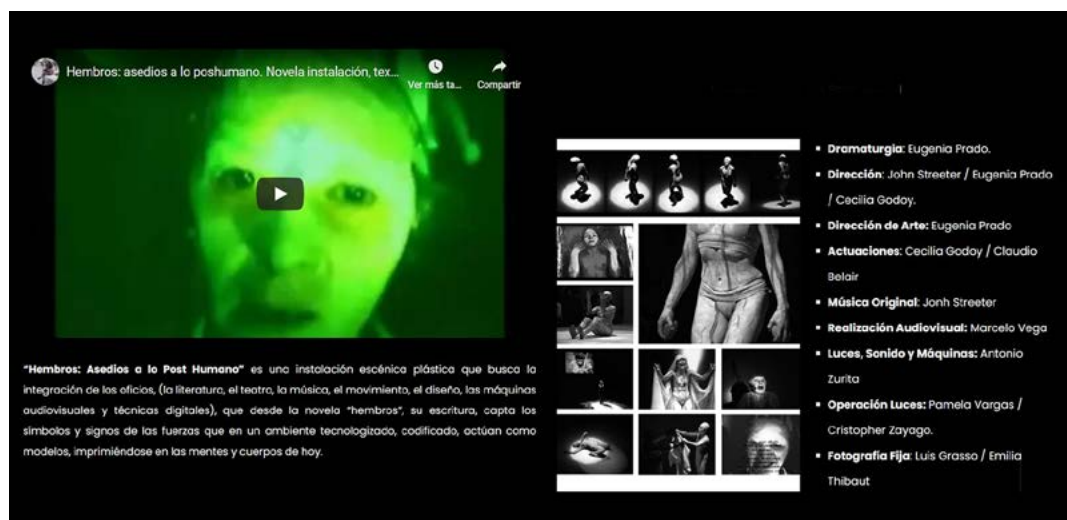 Hembros: asedios a lo poshumano. Novela instalación, tex...
Ver más ta...
Compartir
“Hembros: Asedios a lo Post Humano” es una instalación escénica plástica que busca la
integración de los oficios, (la literatura, el teatro, la música, el movimiento, el diseño, las máquinas
audiovisuales y técnicas digitales), que desde la novela “hembros”, su escritura, capta los
símbolos y signos de las fuerzas que en un ambiente tecnologizado, codificado, actúan como
modelos, imprimiéndose en las mentes y cuerpos de hoy.
▪ Dramaturgia: Eugenia Prado.
▪ Dirección: John Streeter / Eugenia Prado
/ Cecilia Godoy.
▪ Dirección de Arte: Eugenia Prado
▪ Actuaciones: Cecilia Godoy / Claudio
Belair
▪ Música Original: Jonh Streeter
▪ Realización Audiovisual: Marcelo Vega
▪ Luces, Sonido y Máquinas: Antonio
Zurita
▪ Operación Luces: Pamela Vargas /
Cristopher Zayago.
▪ Fotografía Fija: Luis Grasso / Emilia
Thibaut